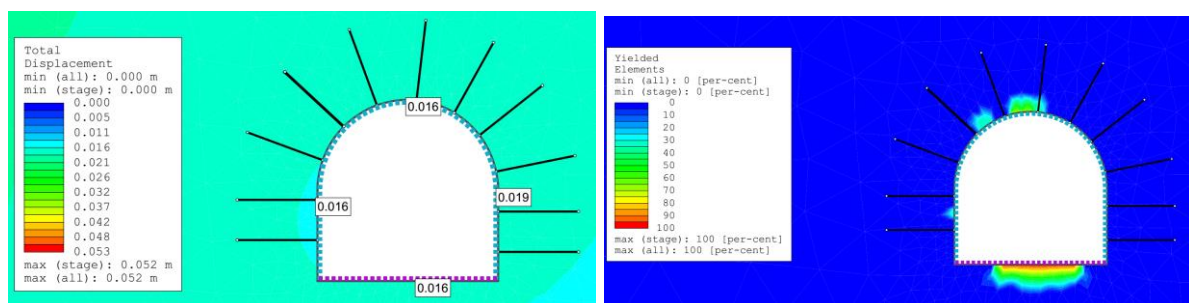 Total
Displacement
min (all): 0.000 m
min (stage): 0.000 m
0.000
0.005
0.011
0.016
0.021
0.026
0.032
0.037
0.042
0.048
0.053
max (stage): 0.052 m
max (all): 0.052 m
0.016
0.016
0.019
0.016
Yielded
Elements
min (all): 0 [per-cent]
min (stage): 0 [per-cent]
0
10
20
30
40
50
60
70
80
90
100
max (stage): 100 [per-cent]
max (all): 100 [per-cent]